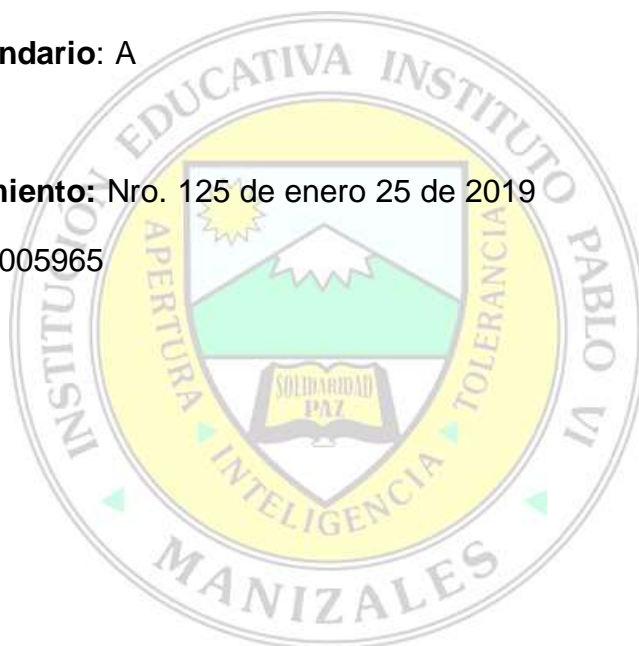 ndario: A
miento: Nro. 125 de enero 25 de 2019
005965
INSTITUCIÓN EDUCATIVA INSTITUTO PABLO VI
APERTURA INTELIGENCIA TOLERANCIA
SOLIDARIDAD
PAZ
MANIZALES